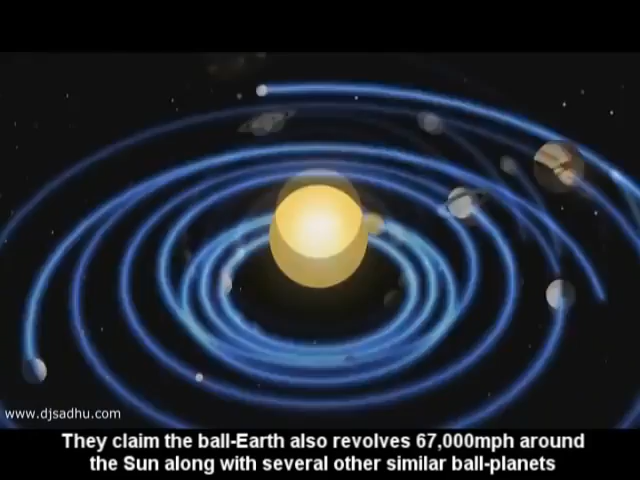 www.djsadhu.com
They claim the ball-Earth also revolves 67,000mph around
the Sun along with several other similar ball-planets